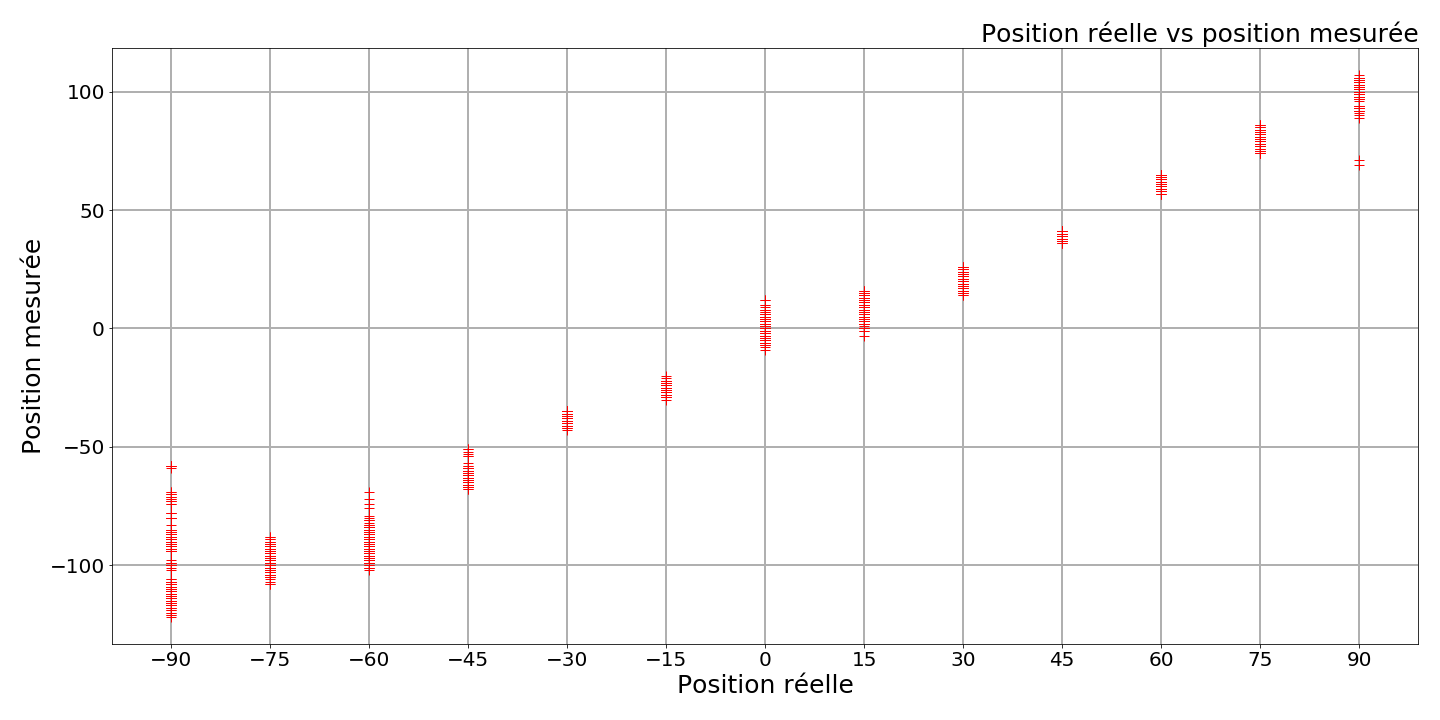 Position réelle vs position mesurée
Position mesurée
100
50
0
−50
−100
−90 −75 −60 −45 −30 −15 0 15 30 45 60 75 90
Position réelle